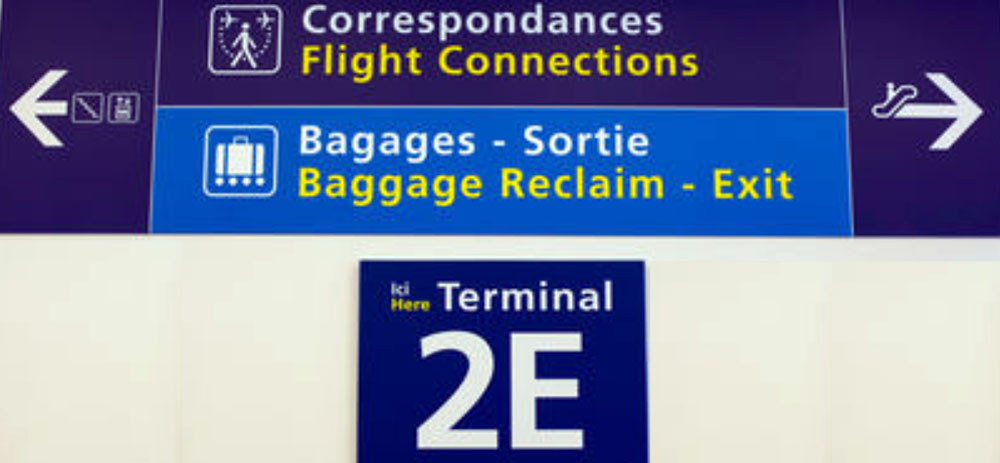 Correspondances
Flight Connections
Bagages - Sortie
Baggage Reclaim - Exit
Ici
Here
Terminal
2E